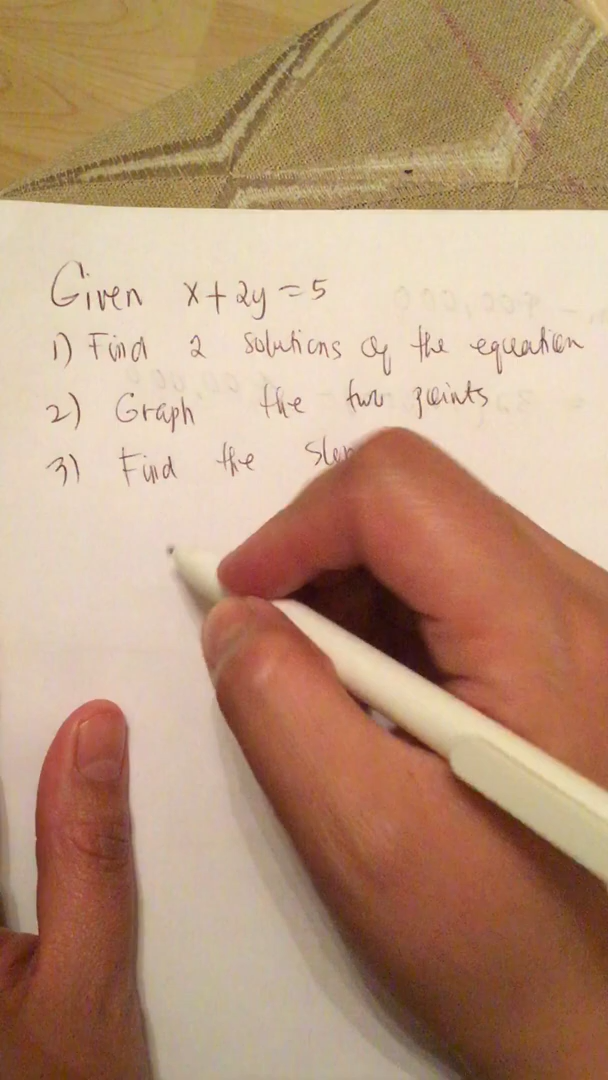 Given x+2y=5
1) Find 2 solutions of the equation
2) Graph the two points
3) Find the